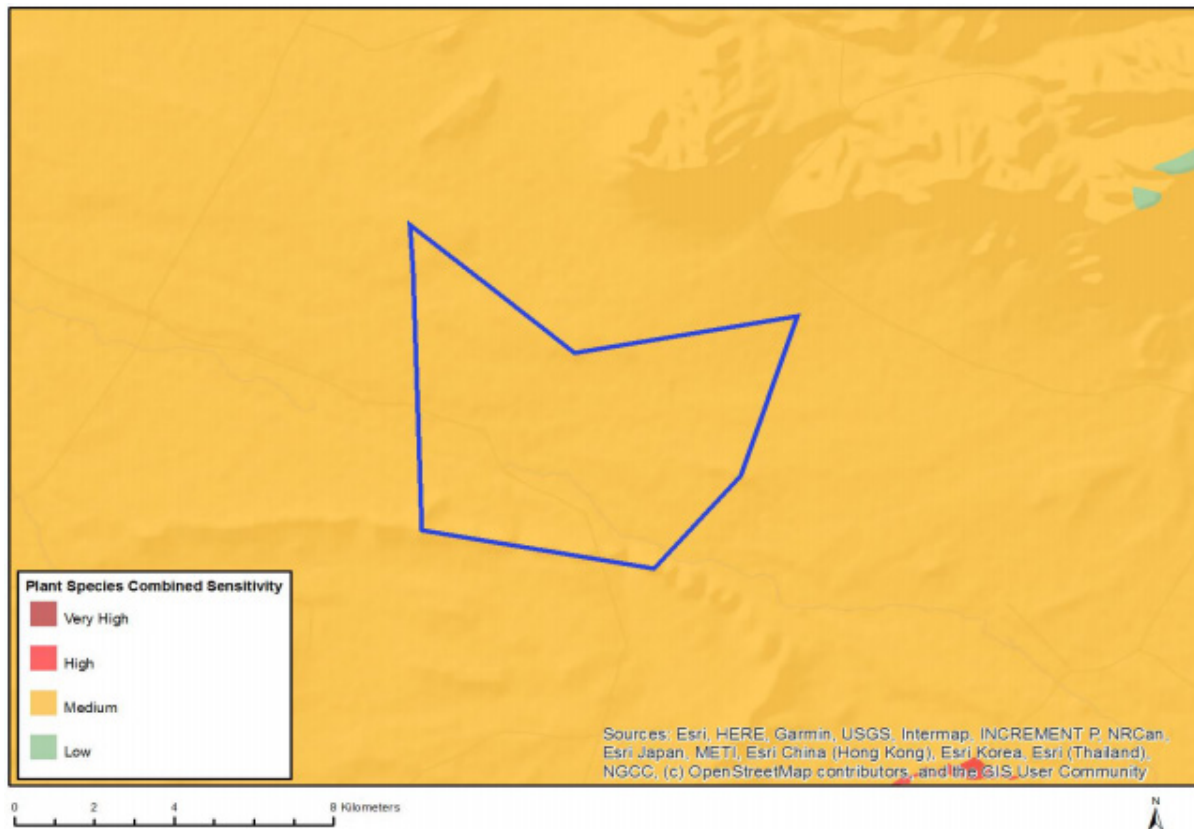 Plant Species Combined Sensitivity
Very High
High
Medium
Low
Sources: Esri, HERE, Garmin, USGS, Intermap, INCREMENT P, NRCan,
Esri Japan, METI, Esri China (Hong Kong), Esri Korea, Esri (Thailand),
NGCC, (c) OpenStreetMap contributors, and the GIS User Community
0 2 4 8 Kilometers
N